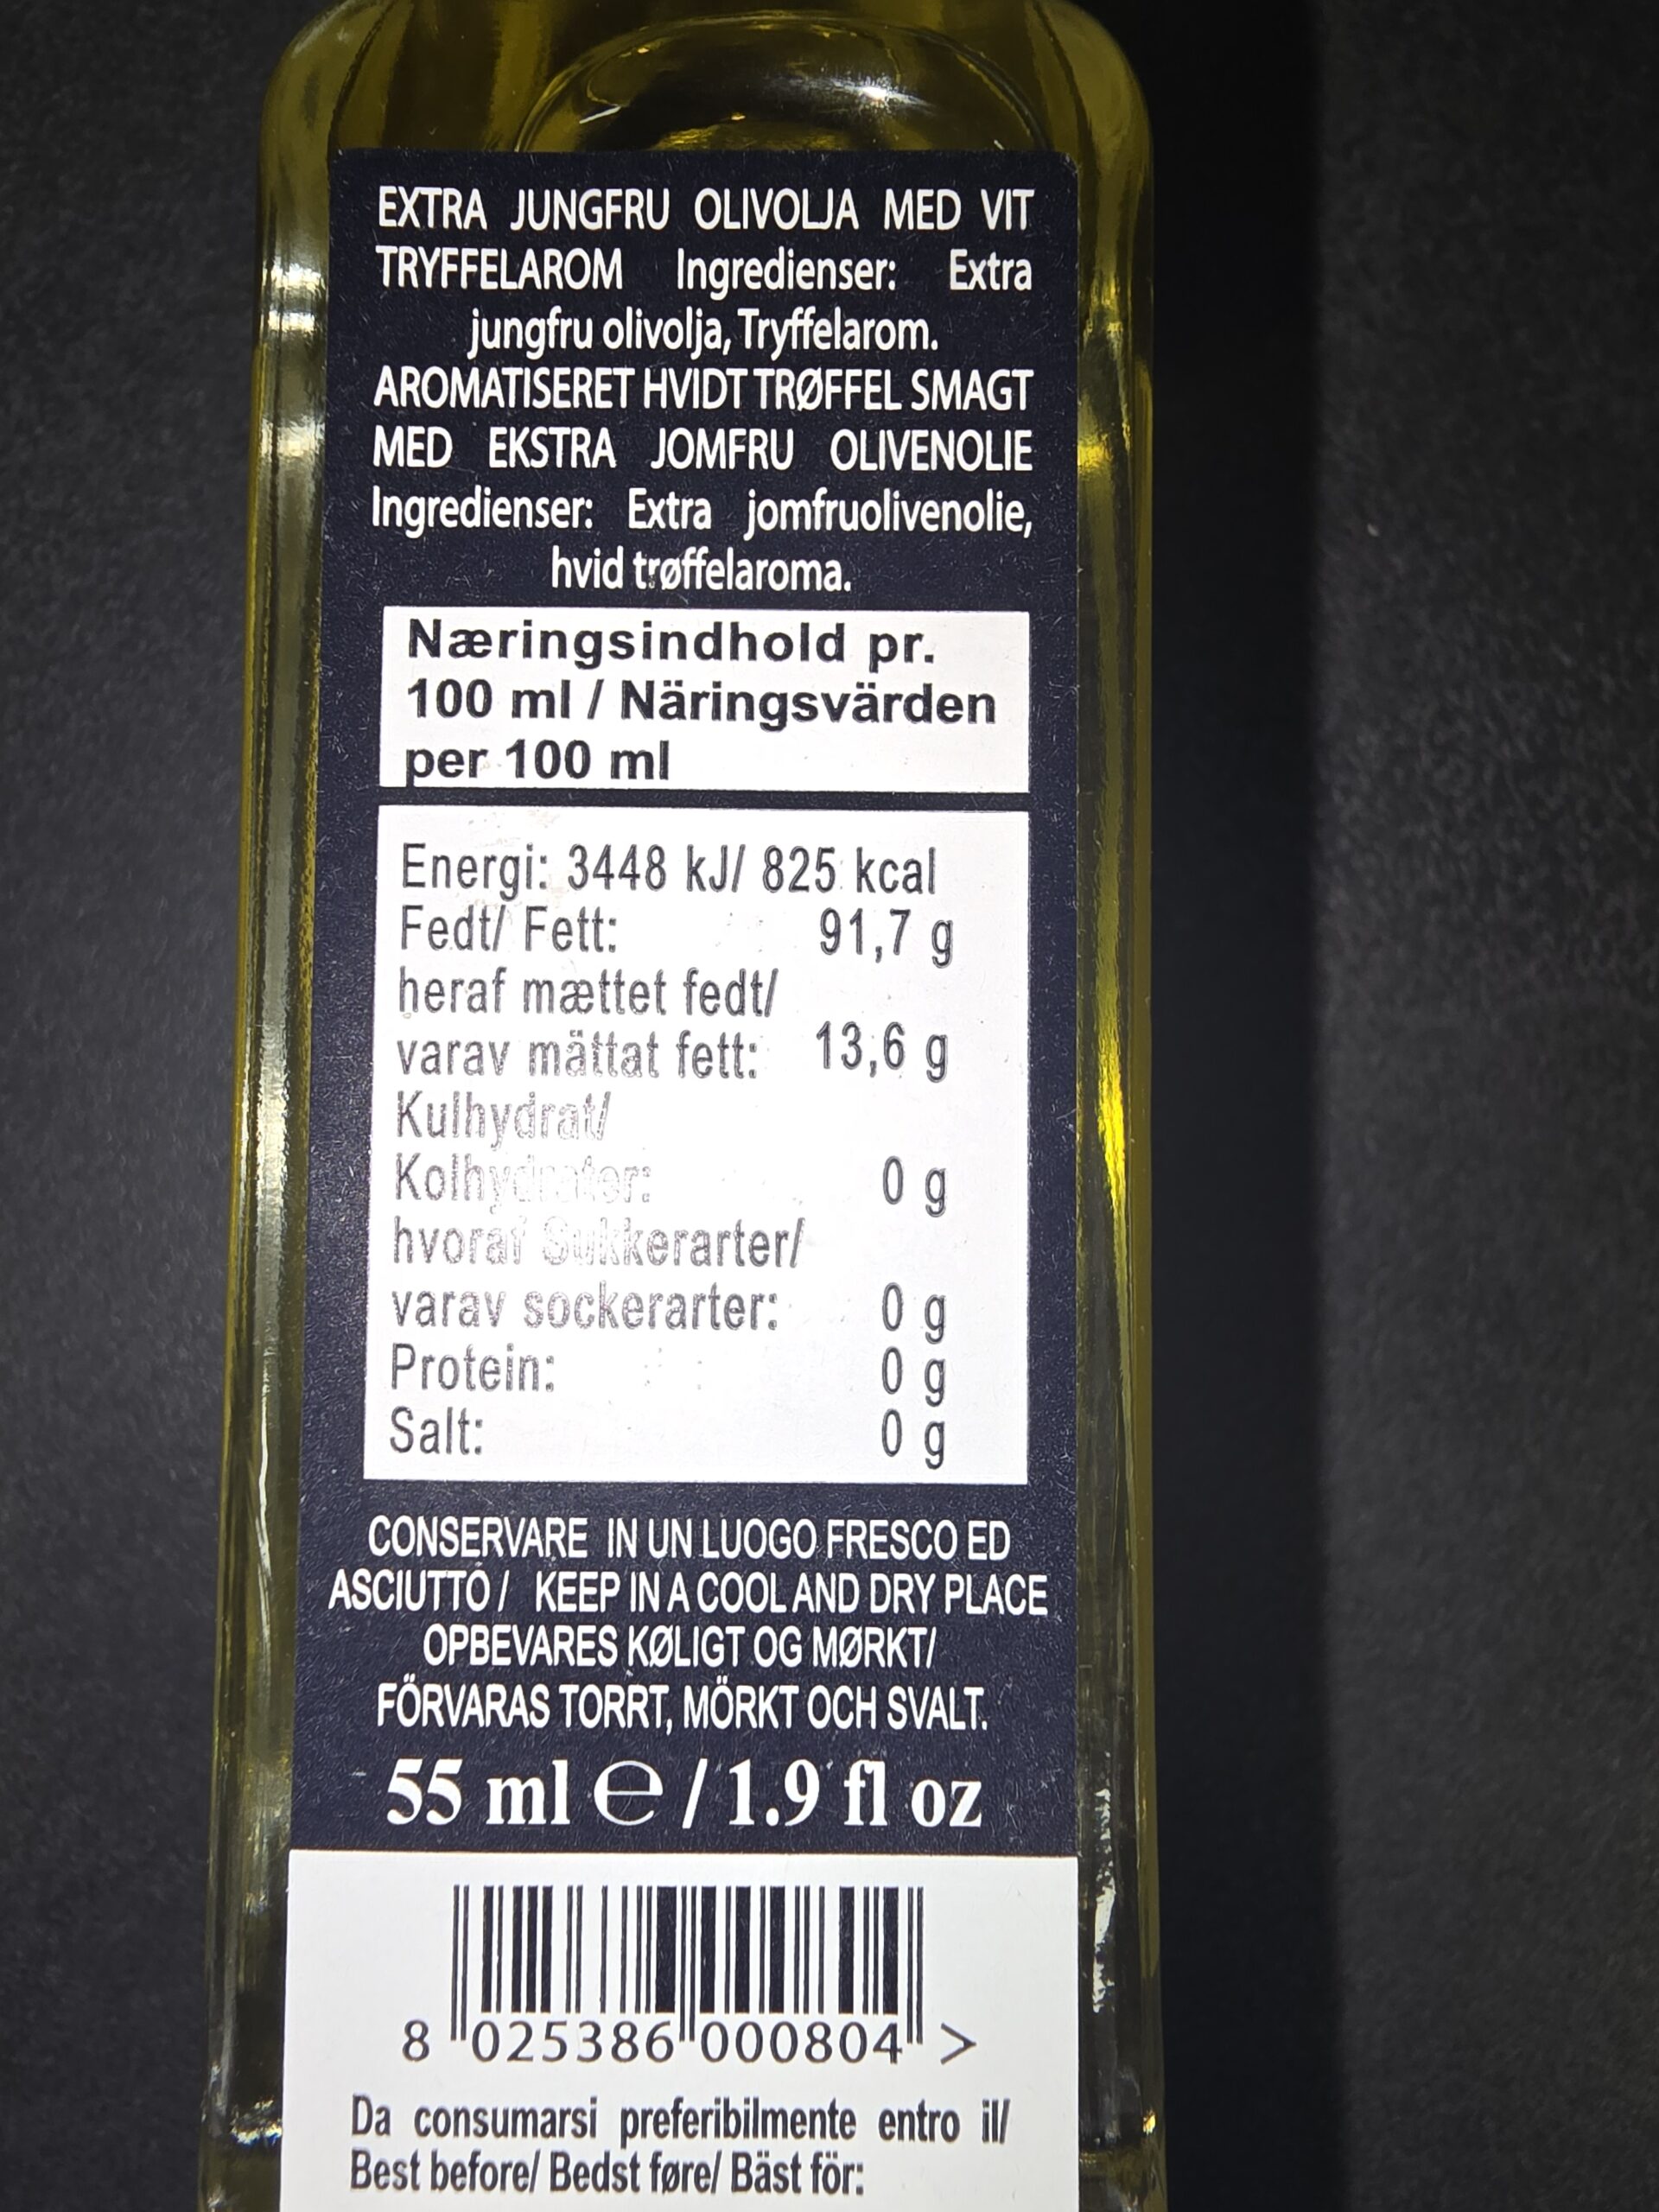 EXTRA JUNGFRU OLIVOLJA MED VIT
TRYFFELAROM Ingredienser: Extra
jungfru olivolja, Tryffelarom.
AROMATISERET HVIDT TRØFFEL SMAGT
MED EKSTRA JOMFRU OLIVENOLIE
Ingredienser: Extra jomfruolivenolie,
hvid trøffelaroma.
Næringsindhold pr.
100 ml / Näringsvärden
per 100 ml
Energi: 3448 kJ/ 825 kcal
Fedt/ Fett: 91,7 g
heraf mættet fedt/
varav mättat fett: 13,6 g
Kulhydrat/
Kolhydrater: 0 g
hvoraf Sukkerarter/
varav sockerarter: 0 g
Protein: 0 g
Salt: 0 g
CONSERVARE IN UN LUOGO FRESCO ED
ASCIUTTO / KEEP IN A COOL AND DRY PLACE
OPBEVARES KØLIGT OG MØRKT/
FÖRVARAS TORRT, MÖRKT OCH SVALT.
55 ml ℮ / 1.9 fl oz
8 025386 000804 >
Da consumarsi preferibilmente entro il/
Best before/ Bedst føre/ Bäst för: